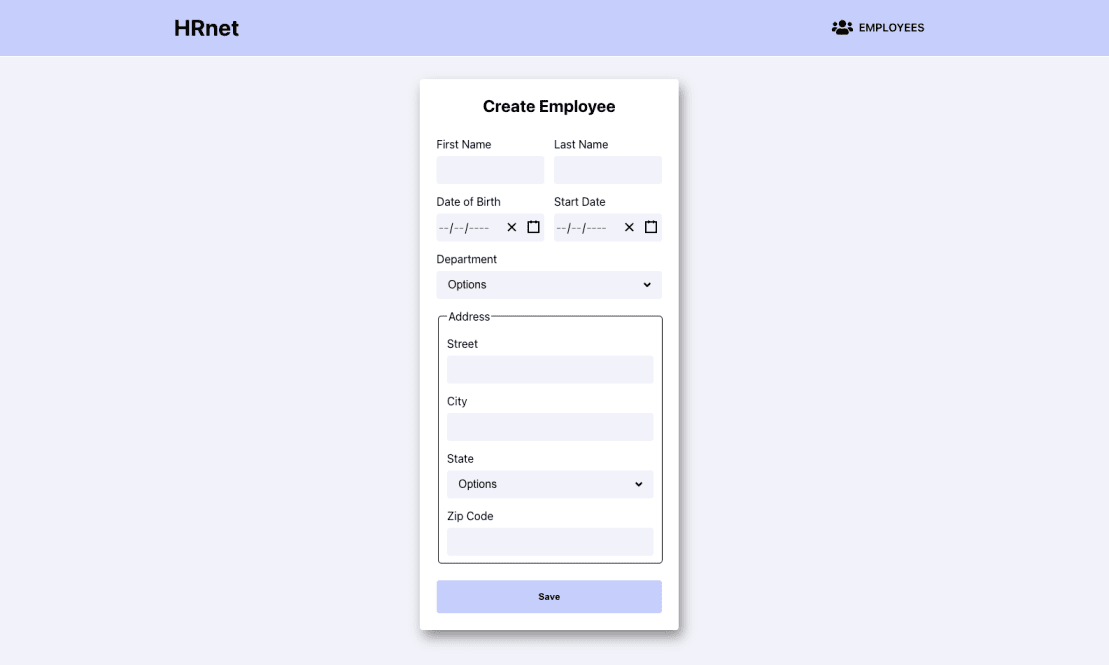 HRnet
EMPLOYEES
Create Employee
First Name Last Name
Date of Birth Start Date
--/--/---- --/--/----
Department
Options
Address
Street
City
State
Options
Zip Code
Save